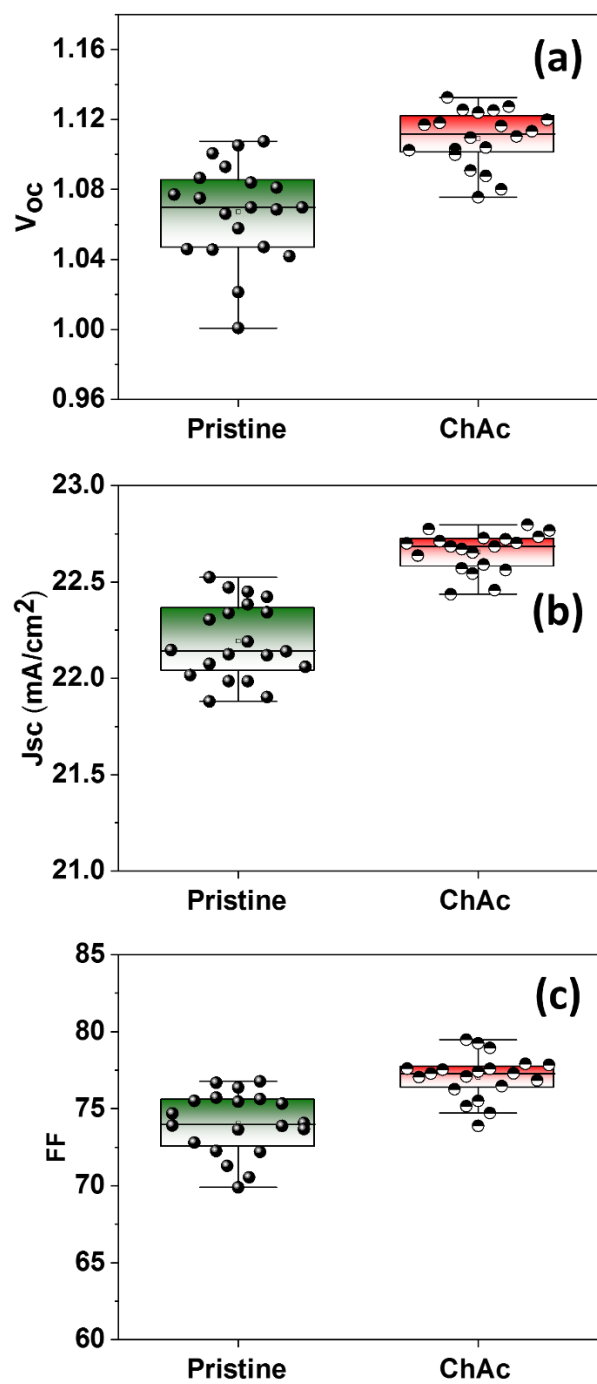 (a)
1.16
1.12
1.08
1.04
1.00
0.96
VOC
Pristine
ChAc
(b)
23.0
22.5
22.0
21.5
21.0
Jsc (mA/cm²)
Pristine
ChAc
(c)
85
80
75
70
65
60
FF
Pristine
ChAc